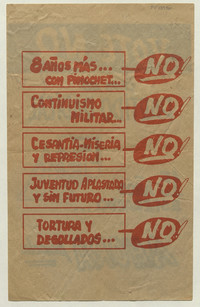 8 AÑOS MÁS...
CON PINOCHET...
NO!
CONTINUISMO
MILITAR...
NO!
CESANTÍA-MISERIA
Y REPRESIÓN...
NO!
JUVENTUD APLASTADA
Y SIN FUTURO...
NO!
TORTURA Y
DEGOLLADOS...
NO!